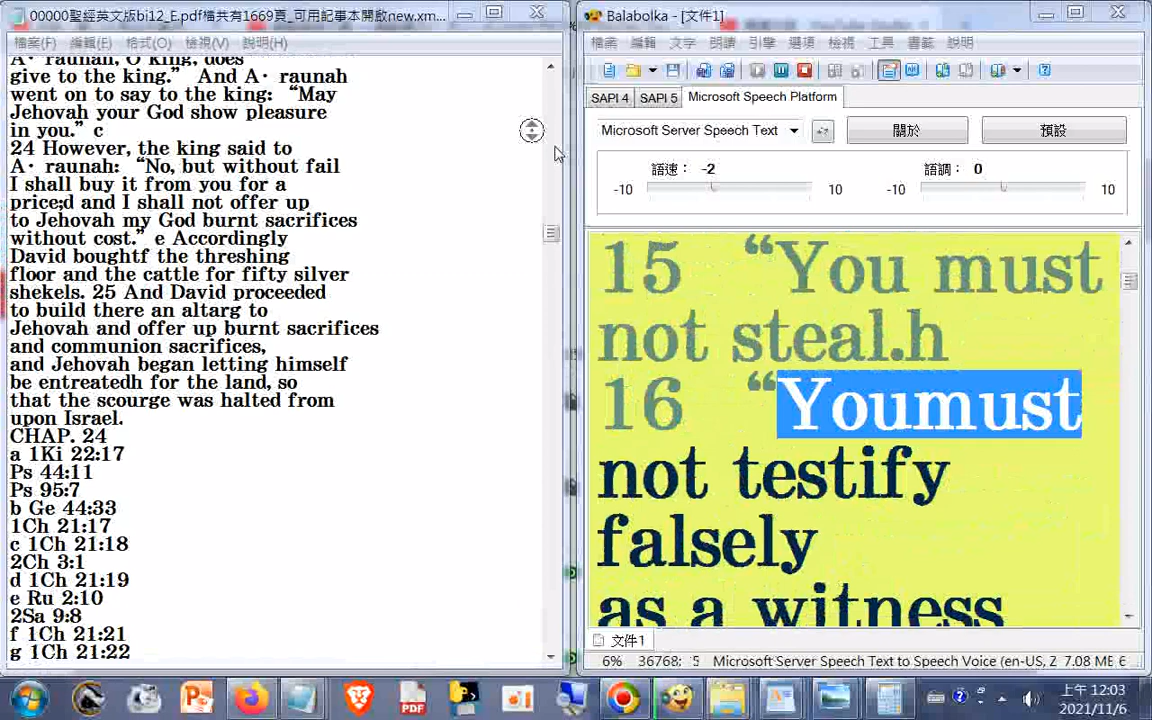 00000聖經英文版bi12_E.pdf檔共有1669頁_可用記事本開啟new.xm...
檔案(F) 編輯(E) 格式(O) 檢視(V) 說明(H)
A· raunah, O king, does
give to the king.” And A· raunah
went on to say to the king: “May
Jehovah your God show pleasure
in you.” c
24 However, the king said to
A· raunah: “No, but without fail
I shall buy it from you for a
price;d and I shall not offer up
to Jehovah my God burnt sacrifices
without cost.” e Accordingly
David boughtf the threshing
floor and the cattle for fifty silver
shekels. 25 And David proceeded
to build there an altarg to
Jehovah and offer up burnt sacrifices
and communion sacrifices,
and Jehovah began letting himself
be entreatedh for the land, so
that the scourge was halted from
upon Israel.
CHAP. 24
a 1Ki 22:17
Ps 44:11
Ps 95:7
b Ge 44:33
1Ch 21:17
c 1Ch 21:18
2Ch 3:1
d 1Ch 21:19
e Ru 2:10
2Sa 9:8
f 1Ch 21:21
g 1Ch 21:22
Balabolka - [文件1]
檔案 編輯 文字 朗讀 引擎 選項 檢視 工具 書籤 說明
SAPI 4 SAPI 5 Microsoft Speech Platform
Microsoft Server Speech Text 關於 預設
語速： -2 語調： 0
-10 10 -10 10
15 “You must
not steal.h
16 “Youmust
not testify
falsely
as a witness
文件1
6% 36768; 5 Microsoft Server Speech Text to Speech Voice (en-US, 2 7.08 MB 6
PDF
上午 12:03
2021/11/6